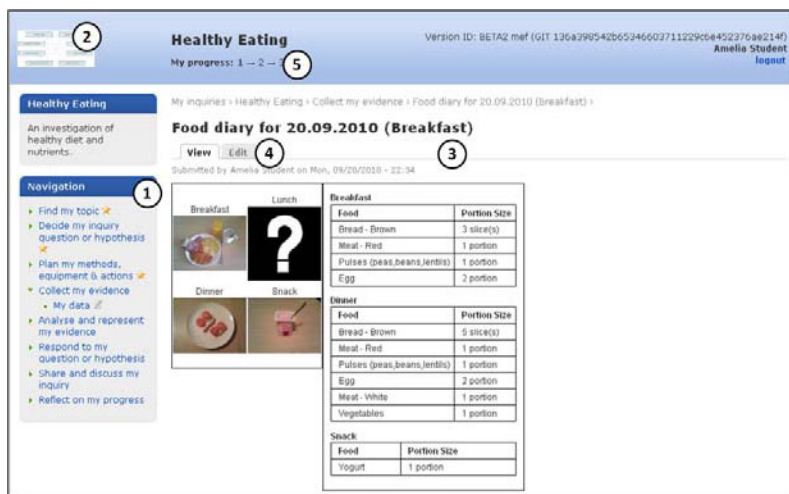 2
Healthy Eating
My progress: 1 — 2 —
5
Version ID: BETA2 mef (GIT
Amelia Student
logout
Healthy Eating
An investigation of
healthy diet and
nutrients.
Navigation
1
Find my topic
Decide my inquiry
question or hypothesis
Plan my methods,
equipment & actions
Collect my evidence
My data
Analyse and represent
my evidence
Respond to my
question or hypothesis
Share and discuss my
inquiry
Reflect on my progress
My inquiries › Healthy Eating › Collect my evidence › Food diary for 20.09.2010 (Breakfast) ›
Food diary for 20.09.2010 (Breakfast)
View Edit
4
3
Submitted by Amelia Student on Mon, 09/20/2010 - 22:34
Breakfast Lunch
?
Dinner Snack
Breakfast
Food Portion Size
Bread - Brown 3 slice(s)
Meat - Red 1 portion
Pulses (peas,beans,lentils) 1 portion
Egg 2 portion
Dinner
Food Portion Size
Bread - Brown 5 slice(s)
Meat - Red 1 portion
Pulses (peas,beans,lentils) 1 portion
Egg 2 portion
Meat - White 1 portion
Vegetables 1 portion
Snack
Food Portion Size
Yogurt 1 portion